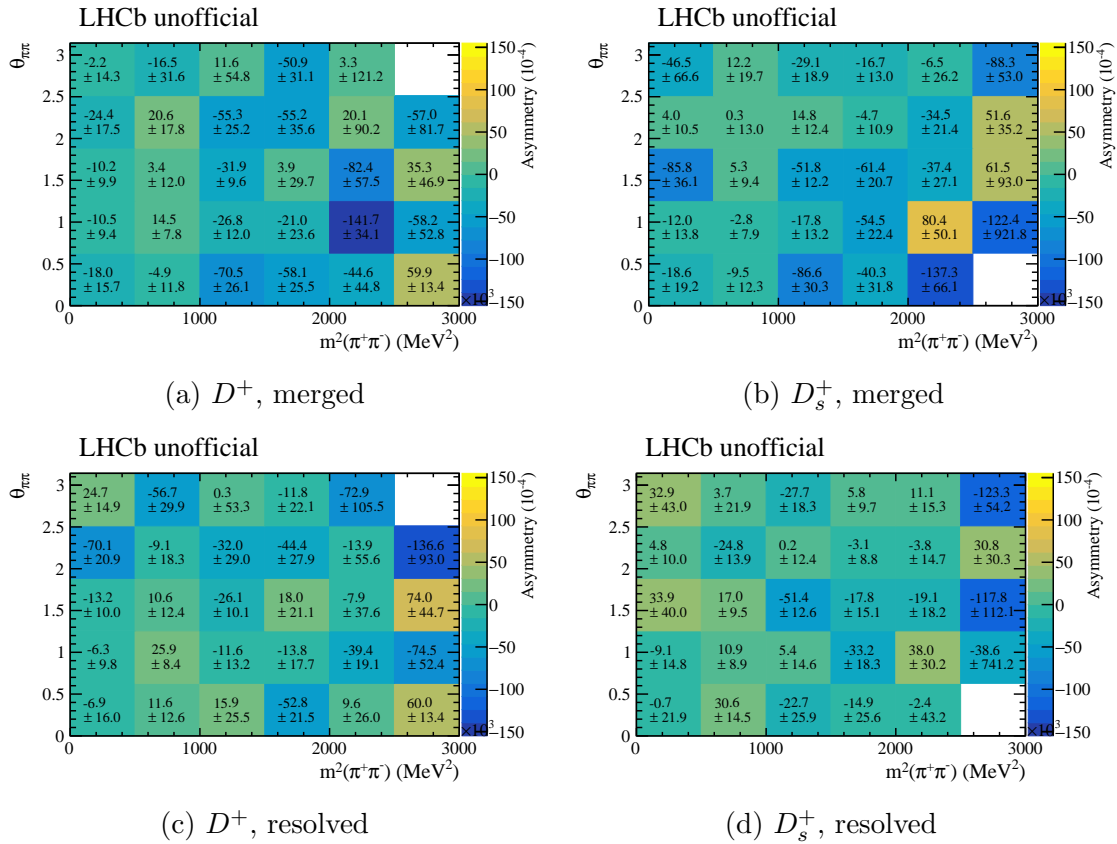 LHCb unofficial
θππ
3
2.5
2
1.5
1
0.5
0
-2.2 -16.5 11.6 -50.9 3.3
± 14.3 ± 31.6 ± 54.8 ± 31.1 ± 121.2
-24.4 20.6 -55.3 -55.2 20.1 -57.0
± 17.5 ± 17.8 ± 25.2 ± 35.6 ± 90.2 ± 81.7
-10.2 3.4 -31.9 3.9 -82.4 35.3
± 9.9 ± 12.0 ± 9.6 ± 29.7 ± 57.5 ± 46.9
-10.5 14.5 -26.8 -21.0 -141.7 -58.2
± 9.4 ± 7.8 ± 12.0 ± 23.6 ± 34.1 ± 52.8
-18.0 -4.9 -70.5 -58.1 -44.6 59.9
± 15.7 ± 11.8 ± 26.1 ± 25.5 ± 44.8 ± 13.4
×10³
0 1000 2000 3000
m²(π⁺π⁻) (MeV²)
150
100
50
0
−50
−100
−150
Asymmetry (10⁻⁴)
(a) D⁺, merged
LHCb unofficial
θππ
3
2.5
2
1.5
1
0.5
0
-46.5 12.2 -29.1 -16.7 -6.5 -88.3
± 66.6 ± 19.7 ± 18.9 ± 13.0 ± 26.2 ± 53.0
4.0 0.3 14.8 -4.7 -34.5 51.6
± 10.5 ± 13.0 ± 12.4 ± 10.9 ± 21.4 ± 35.2
-85.8 5.3 -51.8 -61.4 -37.4 61.5
± 36.1 ± 9.4 ± 12.2 ± 20.7 ± 27.1 ± 93.0
-12.0 -2.8 -17.8 -54.5 80.4 -122.4
± 13.8 ± 7.9 ± 13.2 ± 22.4 ± 50.1 ± 921.8
-18.6 -9.5 -86.6 -40.3 -137.3
± 19.2 ± 12.3 ± 30.3 ± 31.8 ± 66.1
×10³
0 1000 2000 3000
m²(π⁺π⁻) (MeV²)
150
100
50
0
−50
−100
−150
Asymmetry (10⁻⁴)
(b) Dₛ⁺, merged
LHCb unofficial
θππ
3
2.5
2
1.5
1
0.5
0
24.7 -56.7 0.3 -11.8 -72.9
± 14.9 ± 29.9 ± 53.3 ± 22.1 ± 105.5
-70.1 -9.1 -32.0 -44.4 -13.9 -136.6
± 20.9 ± 18.3 ± 29.0 ± 27.9 ± 55.6 ± 93.0
-13.2 10.6 -26.1 18.0 -7.9 74.0
± 10.0 ± 12.4 ± 10.1 ± 21.1 ± 37.6 ± 44.7
-6.3 25.9 -11.6 -13.8 -39.4 -74.5
± 9.8 ± 8.4 ± 13.2 ± 17.7 ± 19.1 ± 52.4
-6.9 11.6 15.9 -52.8 9.6 60.0
± 16.0 ± 12.6 ± 25.5 ± 21.5 ± 26.0 ± 13.4
×10³
0 1000 2000 3000
m²(π⁺π⁻) (MeV²)
150
100
50
0
−50
−100
−150
Asymmetry (10⁻⁴)
(c) D⁺, resolved
LHCb unofficial
θππ
3
2.5
2
1.5
1
0.5
0
32.9 3.7 -27.7 5.8 11.1 -123.3
± 43.0 ± 21.9 ± 18.3 ± 9.7 ± 15.3 ± 54.2
4.8 -24.8 0.2 -3.1 -3.8 30.8
± 10.0 ± 13.9 ± 12.4 ± 8.8 ± 14.7 ± 30.3
33.9 17.0 -51.4 -17.8 -19.1 -117.8
± 40.0 ± 9.5 ± 12.6 ± 15.1 ± 18.2 ± 112.1
-9.1 10.9 5.4 -33.2 38.0 -38.6
± 14.8 ± 8.9 ± 14.6 ± 18.3 ± 30.2 ± 741.2
-0.7 30.6 -22.7 -14.9 -2.4
± 21.9 ± 14.5 ± 25.9 ± 25.6 ± 43.2
×10³
0 1000 2000 3000
m²(π⁺π⁻) (MeV²)
150
100
50
0
−50
−100
−150
Asymmetry (10⁻⁴)
(d) Dₛ⁺, resolved